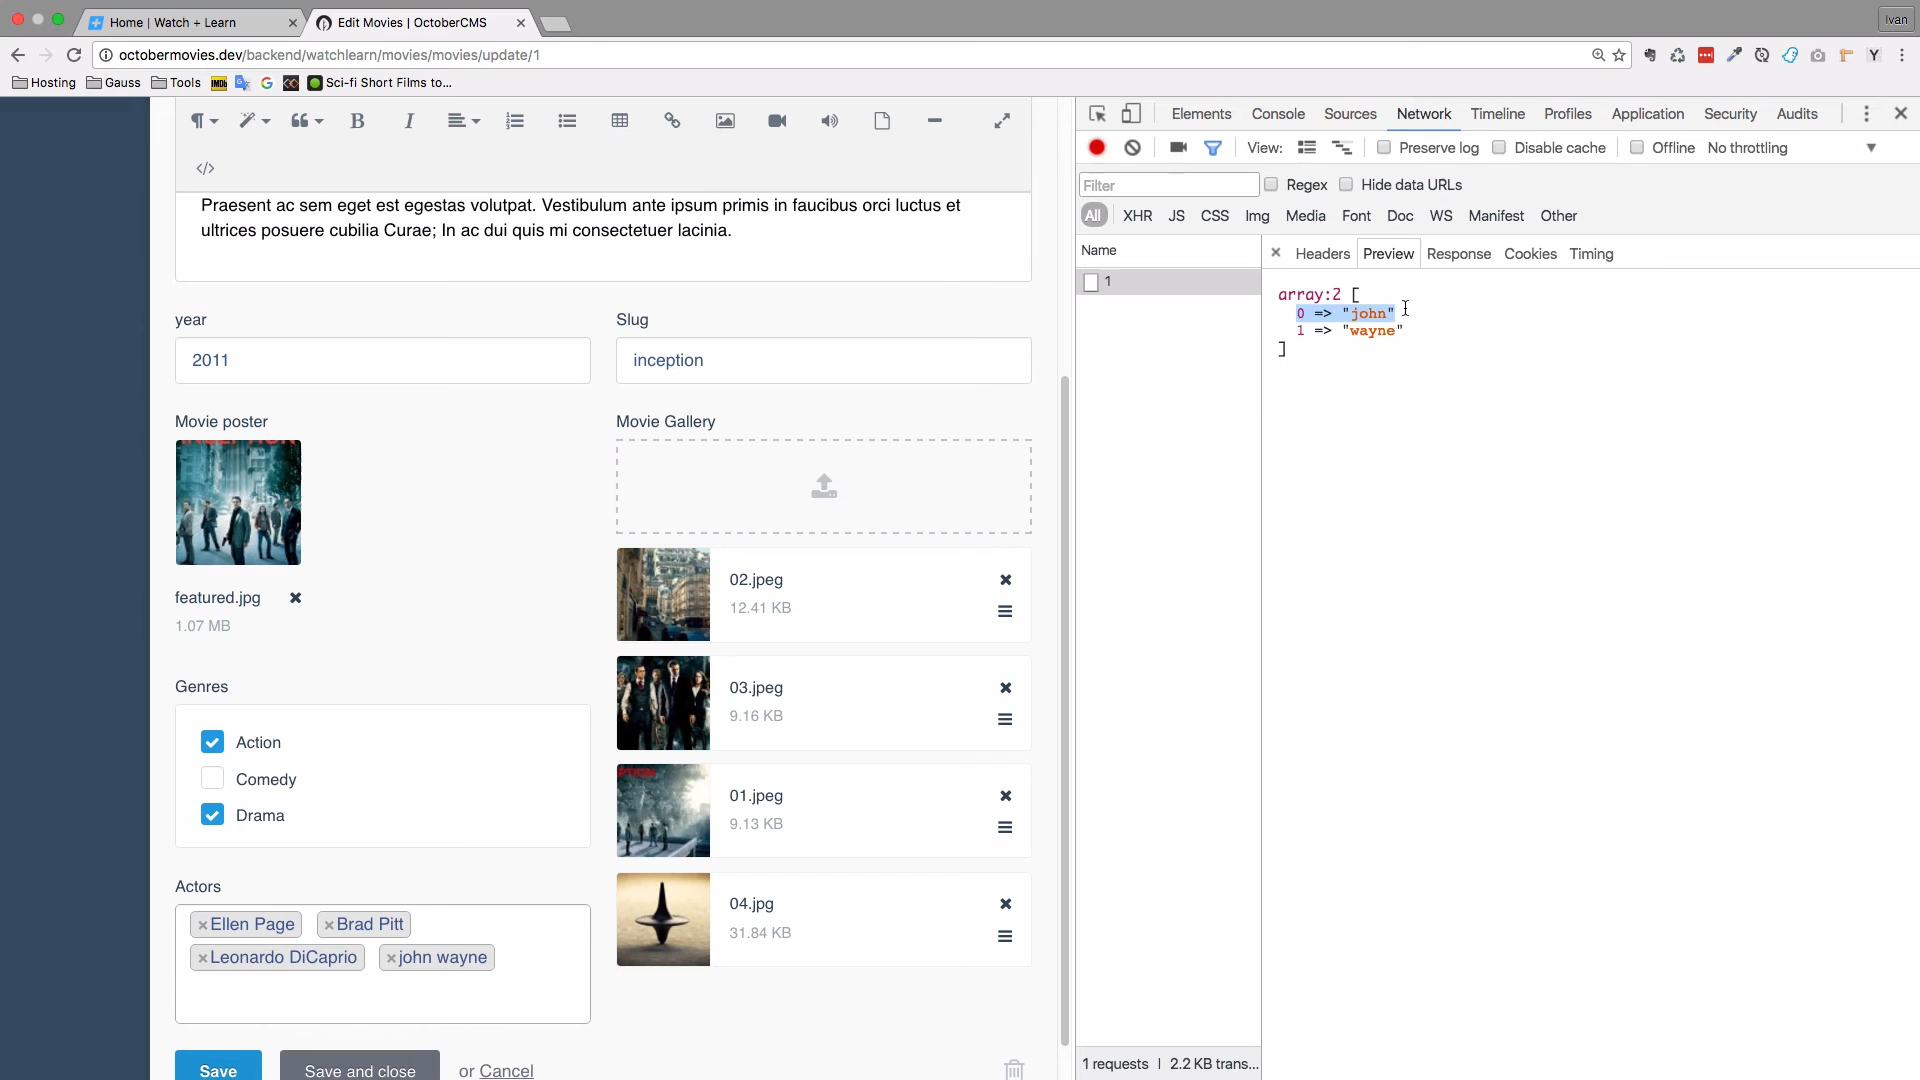 Home | Watch + Learn
Edit Movies | OctoberCMS
Ivan
octobermovies.dev/backend/watchlearn/movies/movies/update/1
Hosting
Gauss
Tools
IMDb
Sci-fi Short Films to...
Elements Console Sources Network Timeline Profiles Application Security Audits
View: Preserve log Disable cache Offline No throttling
Filter Regex Hide data URLs
All XHR JS CSS Img Media Font Doc WS Manifest Other
Name
Headers Preview Response Cookies Timing
1
array:2 [
0 => "john"
1 => "wayne"
]
Praesent ac sem eget est egestas volutpat. Vestibulum ante ipsum primis in faucibus orci luctus et
ultrices posuere cubilia Curae; In ac dui quis mi consectetuer lacinia.
year
2011
Slug
inception
Movie poster
featured.jpg
1.07 MB
Movie Gallery
02.jpeg
12.41 KB
03.jpeg
9.16 KB
01.jpeg
9.13 KB
04.jpg
31.84 KB
Genres
Action
Comedy
Drama
Actors
×Ellen Page ×Brad Pitt
×Leonardo DiCaprio ×john wayne
Save Save and close or Cancel
1 requests | 2.2 KB trans...